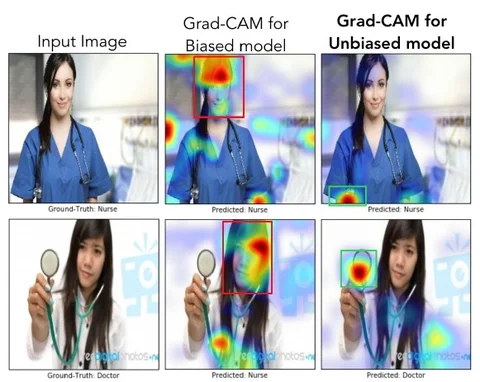 Input Image
Grad-CAM for
Biased model
Grad-CAM for
Unbiased model
Ground-Truth: Nurse
Predicted: Nurse
Predicted: Nurse
Ground-Truth: Doctor
Predicted: Nurse
Predicted: Doctor